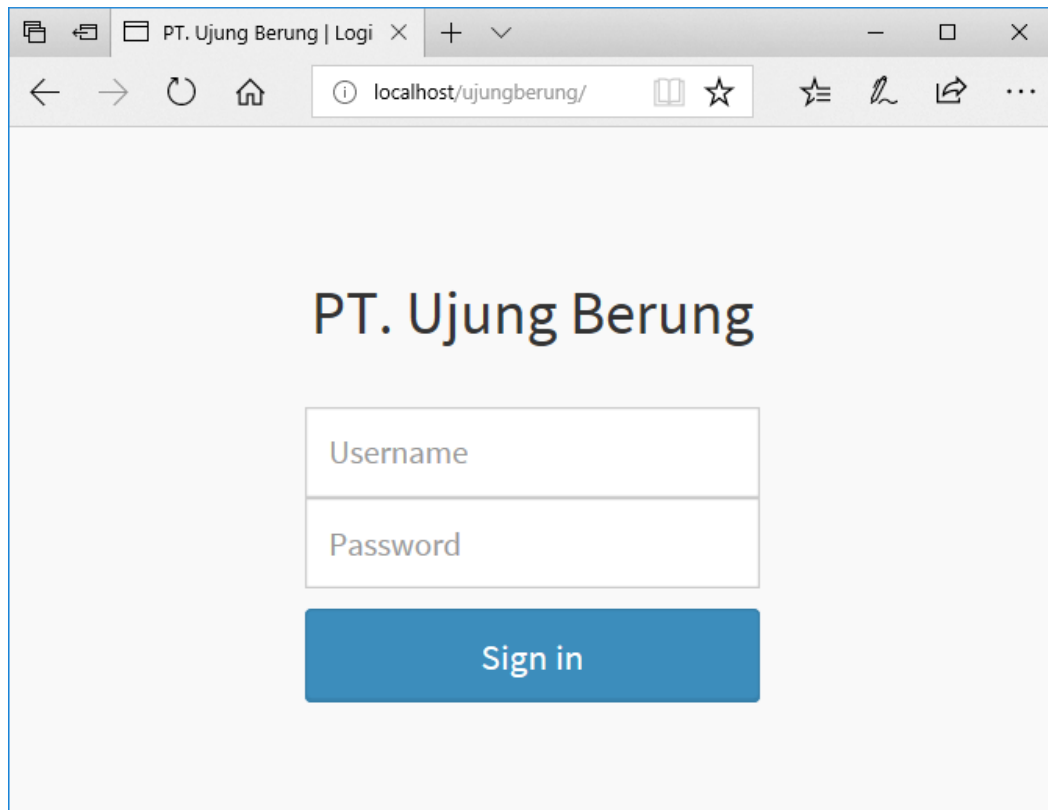 PT. Ujung Berung | Logi
localhost/ujungberung/
PT. Ujung Berung
Username
Password
Sign in